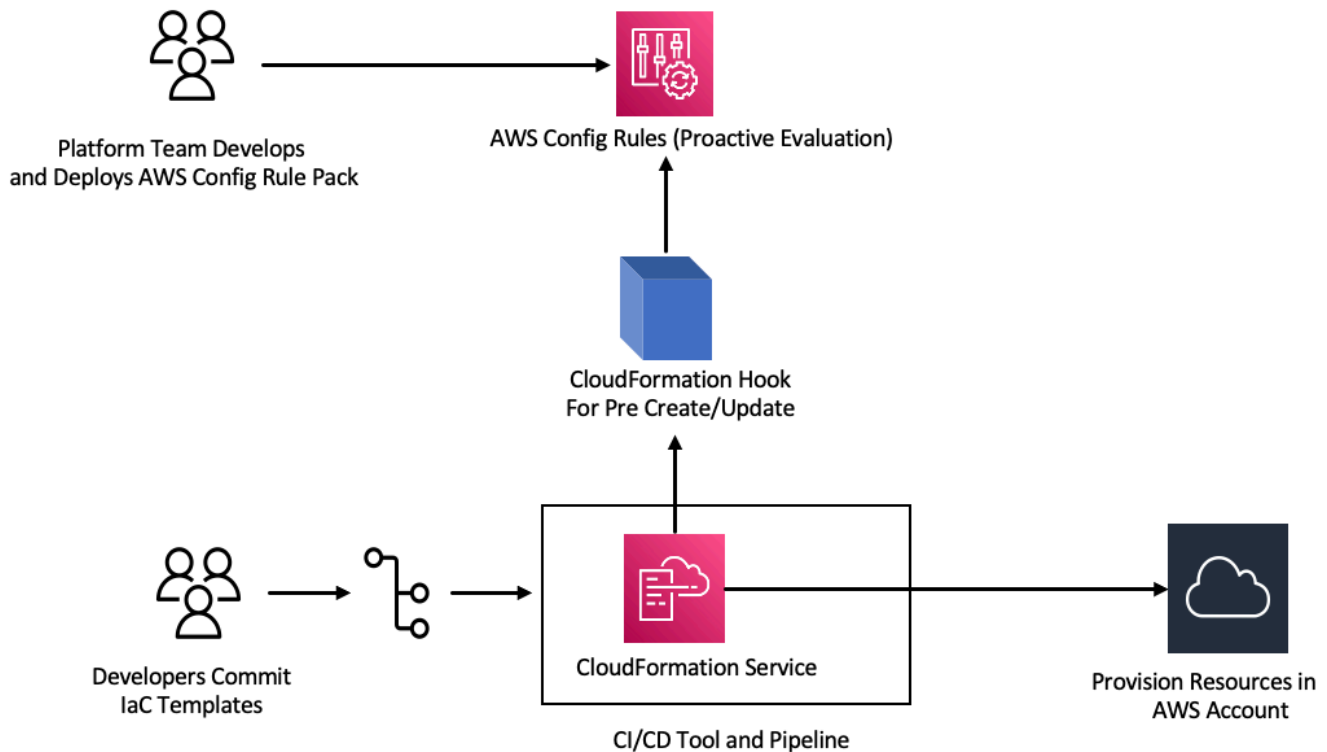 Platform Team Develops
and Deploys AWS Config Rule Pack
AWS Config Rules (Proactive Evaluation)
CloudFormation Hook
For Pre Create/Update
Developers Commit
IaC Templates
CloudFormation Service
Provision Resources in
AWS Account
CI/CD Tool and Pipeline